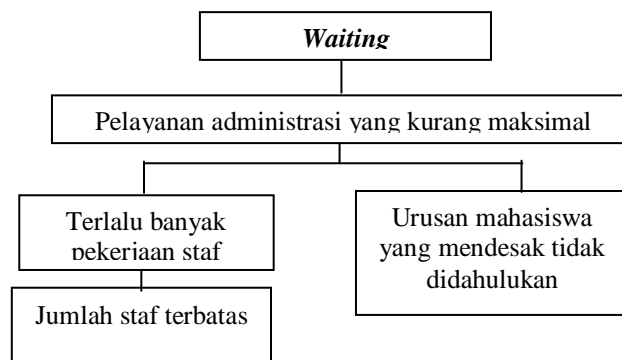 Waiting
Pelayanan administrasi yang kurang maksimal
Terlalu banyak
pekerjaan staf
Urusan mahasiswa
yang mendesak tidak
didahulukan
Jumlah staf terbatas